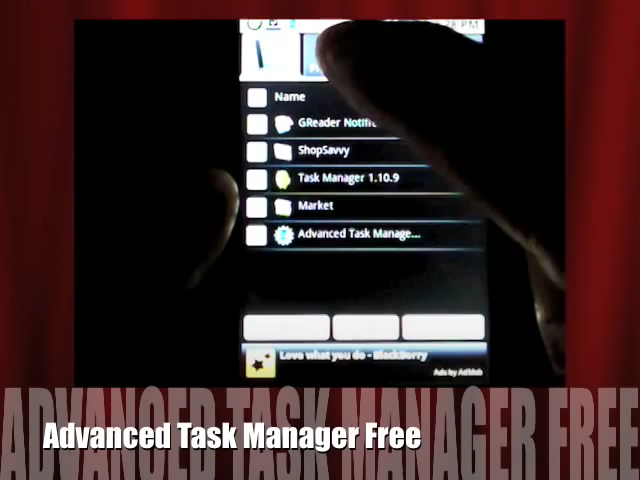 Name
GReader Notific
ShopSavvy
Task Manager 1.10.9
Market
Advanced Task Manage...
Love what you do - BlackBerry
Ads by AdMob
ADVANCED TASK MANAGER FREE
Advanced Task Manager Free